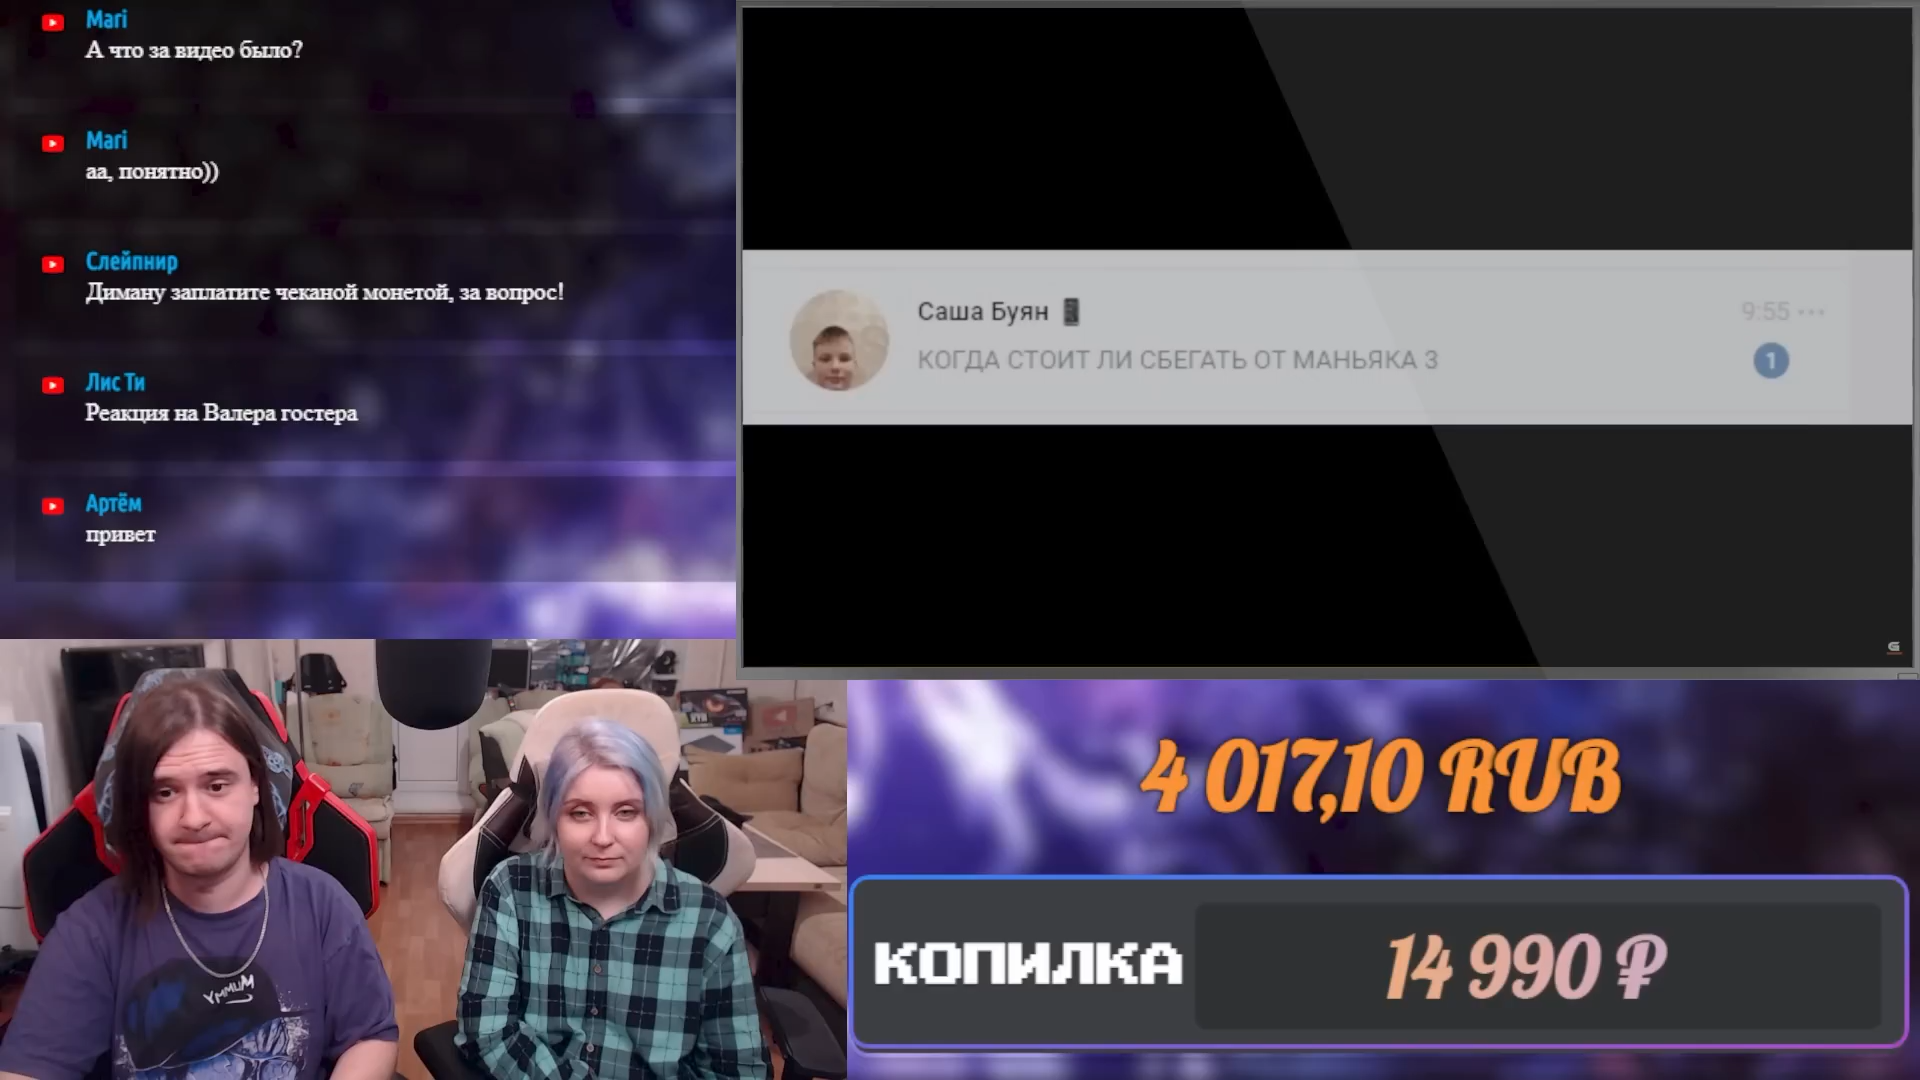 Mari
А что за видео было?
Mari
аа, понятно))
Слейпнир
Диману заплатите чеканой монетой, за вопрос!
Лис Ти
Реакция на Валера гостера
Артём
привет
Саша Буян
9:55
КОГДА СТОИТ ЛИ СБЕГАТЬ ОТ МАНЬЯКА 3
1
4 017,10 RUB
КОПИЛКА
14 990 ₽